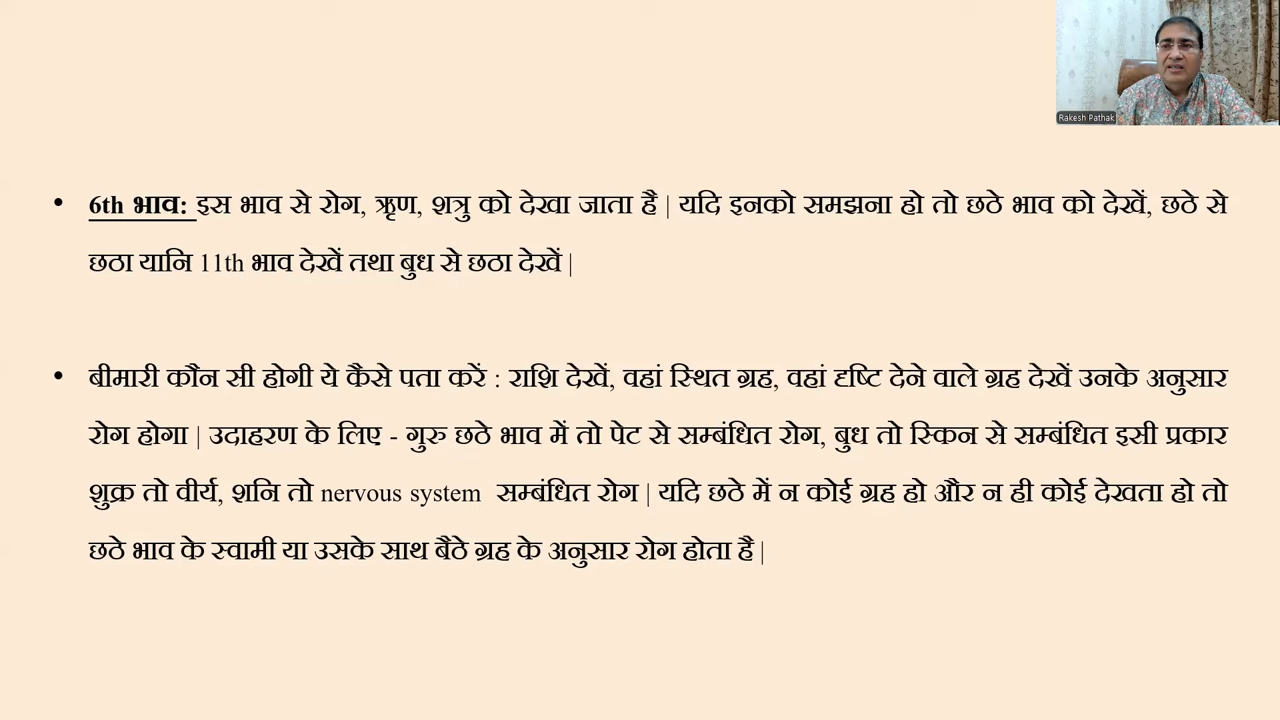 Rakesh Pathak
• 6th भाव: इस भाव से रोग, ऋण, शत्रु को देखा जाता है | यदि इनको समझना हो तो छठे भाव को देखें, छठे से
छठा यानि 11th भाव देखें तथा बुध से छठा देखें |
• बीमारी कौन सी होगी ये कैसे पता करें : राशि देखें, वहां स्थित ग्रह, वहां दृष्टि देने वाले ग्रह देखें उनके अनुसार
रोग होगा | उदाहरण के लिए - गुरु छठे भाव में तो पेट से सम्बंधित रोग, बुध तो स्किन से सम्बंधित इसी प्रकार
शुक्र तो वीर्य, शनि तो nervous system सम्बंधित रोग | यदि छठे में न कोई ग्रह हो और न ही कोई देखता हो तो
छठे भाव के स्वामी या उसके साथ बैठे ग्रह के अनुसार रोग होता है |